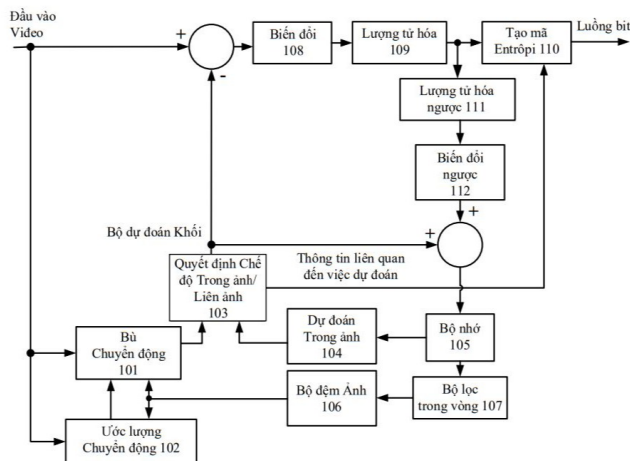 Đầu vào
Video
+
-
Biến đổi
108
Lượng tử hóa
109
Tạo mã
Entrôpi 110
Luồng bit
Lượng tử hóa
ngược 111
Biến đổi
ngược
112
+
+
Bộ dự đoán Khối
Quyết định Chế
độ Trong ảnh/
Liên ảnh
103
Thông tin liên quan
đến việc dự đoán
Bù
Chuyển động
101
Dự đoán
Trong ảnh
104
Bộ nhớ
105
Bộ đệm Ảnh
106
Bộ lọc
trong vòng 107
Ước lượng
Chuyển động 102